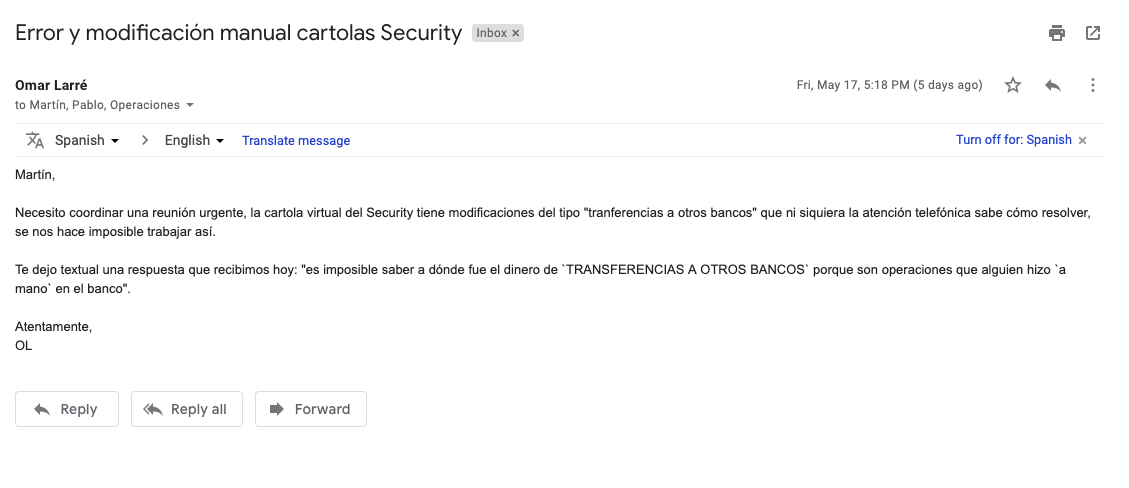 Error y modificación manual cartolas Security Inbox ×
Omar Larré
Fri, May 17, 5:18 PM (5 days ago)
to Martín, Pablo, Operaciones
Spanish > English Translate message
Turn off for: Spanish ×
Martín,
Necesito coordinar una reunión urgente, la cartola virtual del Security tiene modificaciones del tipo "tranferencias a otros bancos" que ni siquiera la atención telefónica sabe cómo resolver,
se nos hace imposible trabajar así.
Te dejo textual una respuesta que recibimos hoy: "es imposible saber a dónde fue el dinero de `TRANSFERENCIAS A OTROS BANCOS` porque son operaciones que alguien hizo `a
mano` en el banco".
Atentamente,
OL
Reply
Reply all
Forward